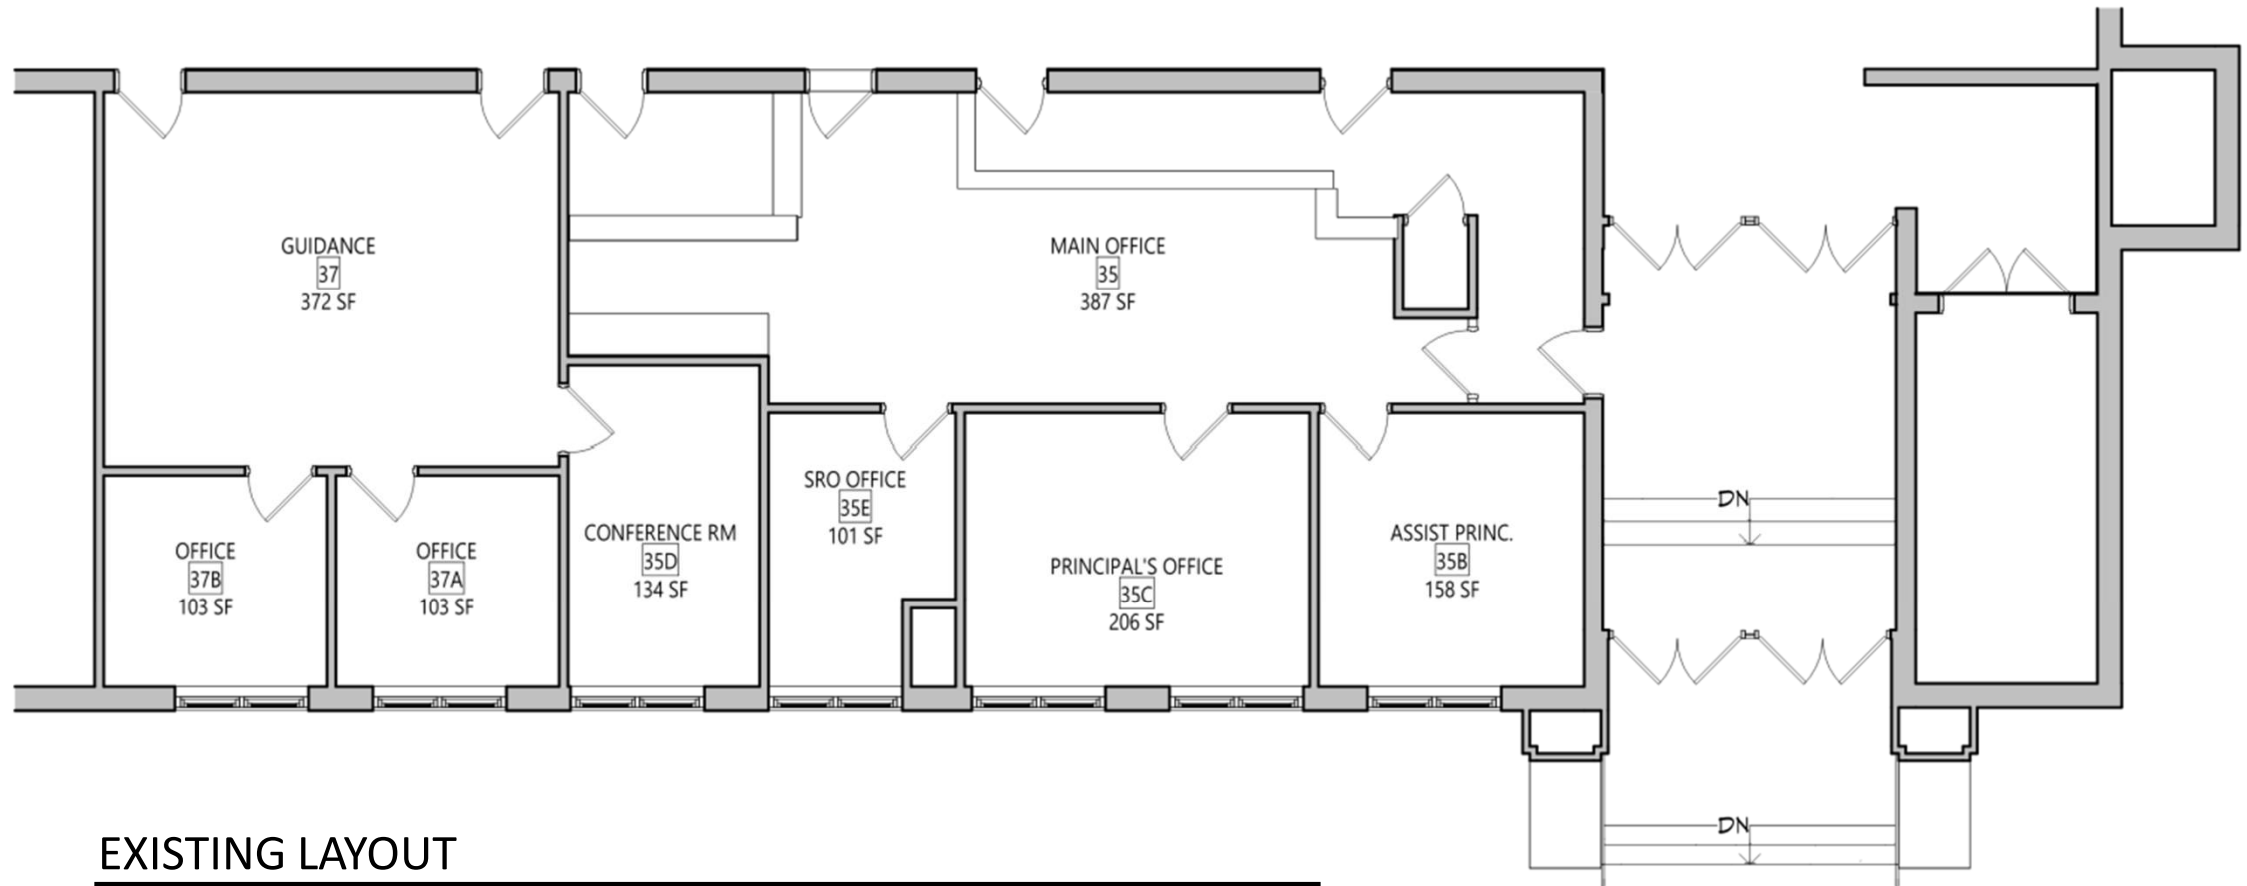 GUIDANCE
37
372 SF
MAIN OFFICE
35
387 SF
OFFICE
37B
103 SF
OFFICE
37A
103 SF
CONFERENCE RM
35D
134 SF
SRO OFFICE
35E
101 SF
PRINCIPAL'S OFFICE
35C
206 SF
ASSIST PRINC.
35B
158 SF
DN
DN
EXISTING LAYOUT